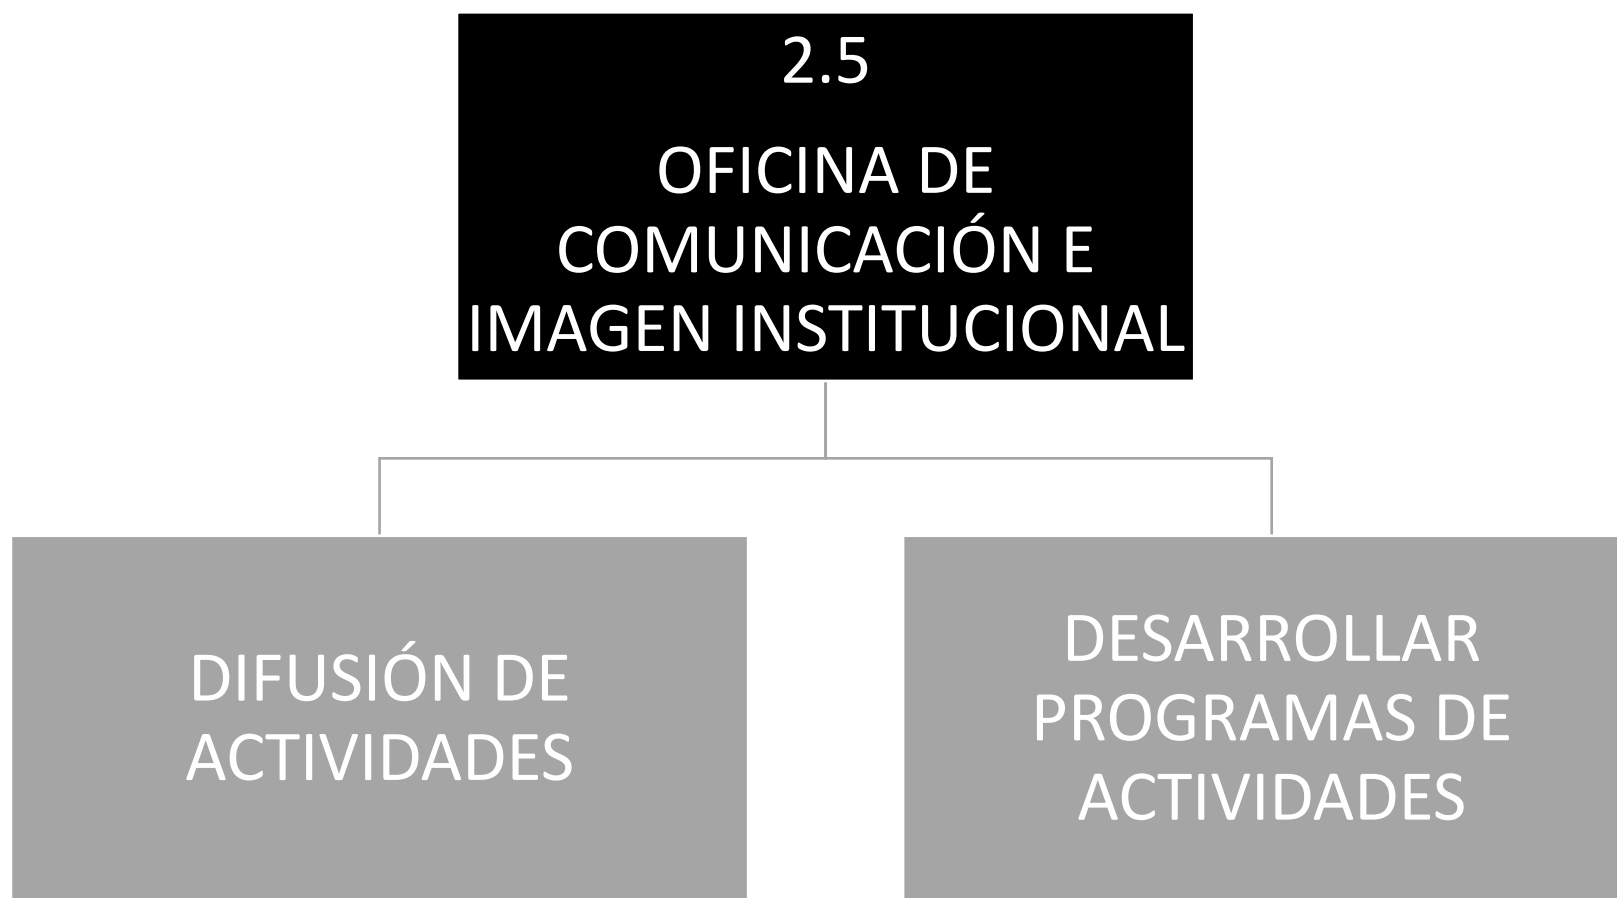 2.5
OFICINA DE
COMUNICACIÓN E
IMAGEN INSTITUCIONAL
DIFUSIÓN DE
ACTIVIDADES
DESARROLLAR
PROGRAMAS DE
ACTIVIDADES